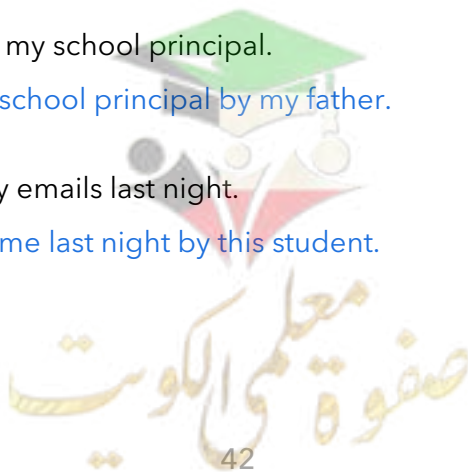 my school principal.
school principal by my father.
y emails last night.
me last night by this student.
صفوة معلمي الكويت
42